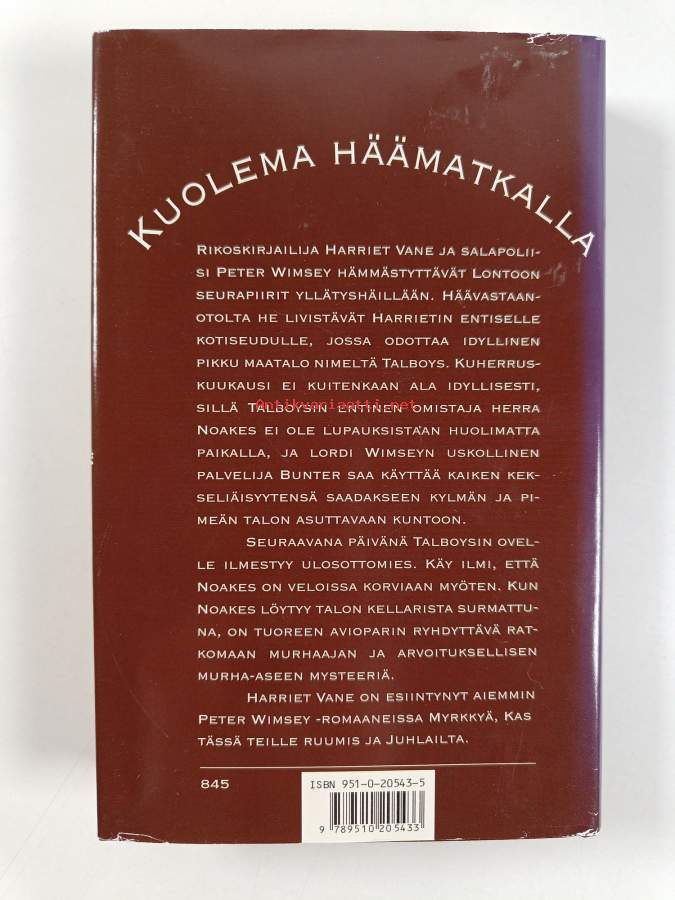 KUOLEMA HÄÄMATKALLA
RIKOSKIRJAILIJA HARRIET VANE JA SALAPOLII-
SI PETER WIMSEY HÄMMÄSTYTTÄVÄT LONTOON
SEURAPIIRIT YLLÄTYSHÄILLÄÄN. HÄÄVASTAAN-
OTOLTA HE LIVISTÄVÄT HARRIETIN ENTISELLE
KOTISEUDULLE, JOSSA ODOTTAA IDYLLINEN
PIKKU MAATALO NIMELTÄ TALBOYS. KUHERRUS-
KUUKAUSI EI KUITENKAAN ALA IDYLLISESTI,
SILLÄ TALBOYSIN ENTINEN OMISTAJA HERRA
Antikvariaatti.net
NOAKES EI OLE LUPAUKSISTAAN HUOLIMATTA
PAIKALLA, JA LORDI WIMSEYN USKOLLINEN
PALVELIJA BUNTER SAA KÄYTTÄÄ KAIKEN KEK-
SELIÄISYYTENSÄ SAADAKSEEN KYLMÄN JA PI-
MEÄN TALON ASUTTAVAAN KUNTOON.
SEURAAVANA PÄIVÄNÄ TALBOYSIN OVEL-
LE ILMESTYY ULOSOTTOMIES. KÄY ILMI, ETTÄ
NOAKES ON VELOISSA KORVIAAN MYÖTEN. KUN
NOAKES LÖYTYY TALON KELLARISTA SURMATTU-
NA, ON TUOREEN AVIOPARIN RYHDYTTÄVÄ RAT-
KOMAAN MURHAAJAN JA ARVOITUKSELLISEN
MURHA-ASEEN MYSTEERIÄ.
HARRIET VANE ON ESIINTYNYT AIEMMIN
PETER WIMSEY -ROMAANEISSA MYRKKYÄ, KAS
TÄSSÄ TEILLE RUUMIS JA JUHLAILTA.
845
ISBN 951-0-20543-5
9 789510 205433